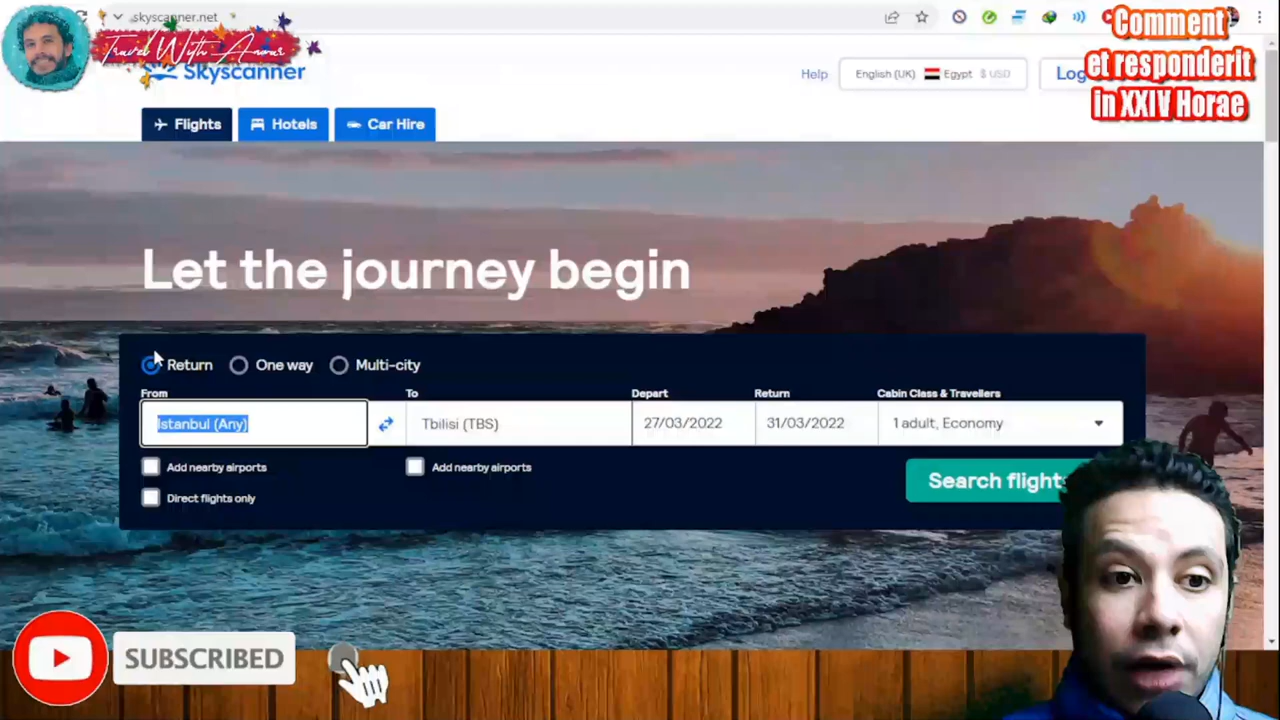 skyscanner.net
Travel With Anwar
Skyscanner
Help
English (UK) Egypt $ USD
Log
Comment
et responderit
in XXIV Horae
Flights
Hotels
Car Hire
Let the journey begin
Return
One way
Multi-city
From
To
Depart
Return
Cabin Class & Travellers
Istanbul (Any)
Tbilisi (TBS)
27/03/2022
31/03/2022
1 adult, Economy
Add nearby airports
Add nearby airports
Direct flights only
Search flight
SUBSCRIBED